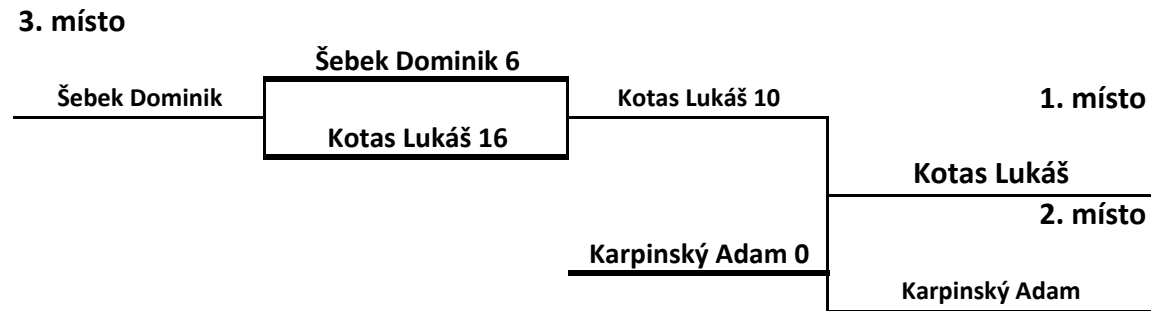 3. místo
Šebek Dominik 6
Šebek Dominik
Kotas Lukáš 10
1. místo
Kotas Lukáš 16
Kotas Lukáš
2. místo
Karpinský Adam 0
Karpinský Adam